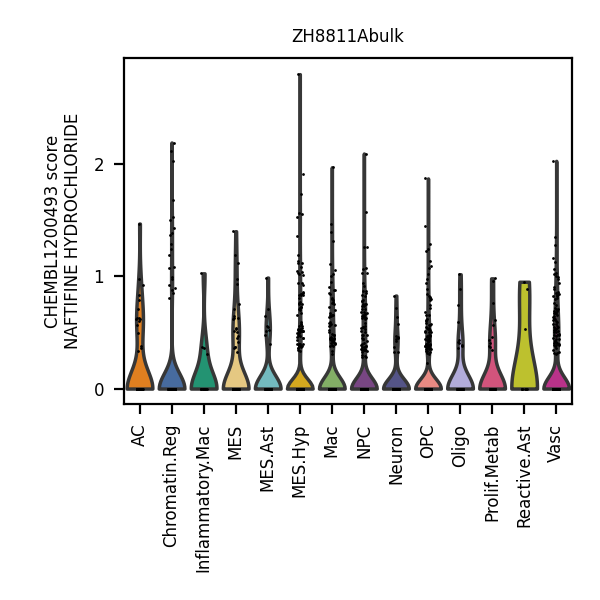 ZH8811Abulk
CHEMBL1200493 score
NAFTIFINE HYDROCHLORIDE
2
1
0
AC
Chromatin.Reg
Inflammatory.Mac
MES
MES.Ast
MES.Hyp
Mac
NPC
Neuron
OPC
Oligo
Prolif.Metab
Reactive.Ast
Vasc